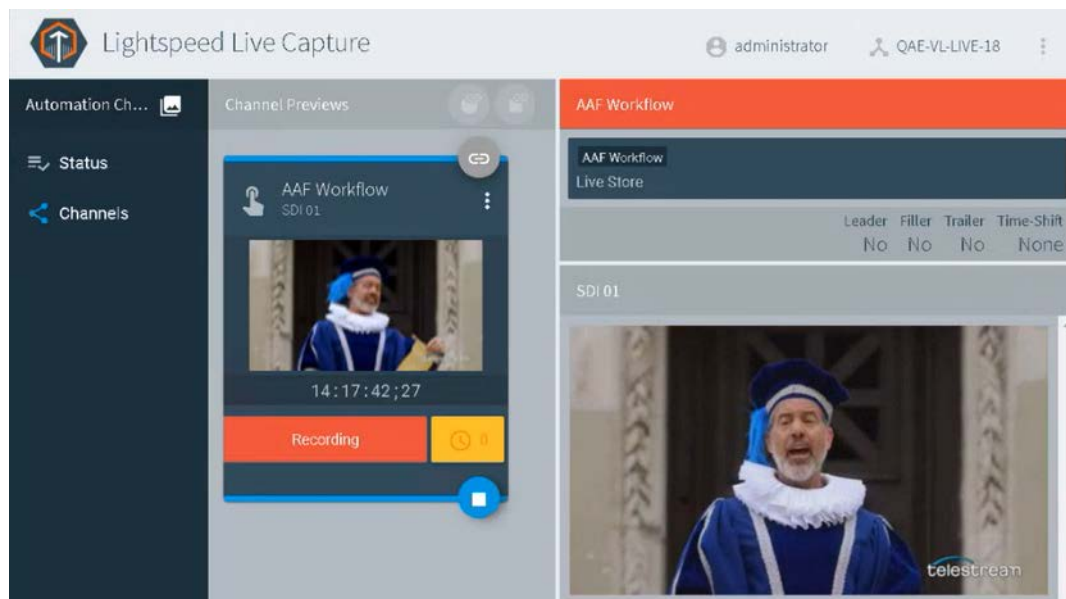 Lightspeed Live Capture
administrator
QAE-VL-LIVE-18
Automation Ch...
Status
Channels
Channel Previews
AAF Workflow
SDI 01
14:17:42;27
Recording
0
AAF Workflow
AAF Workflow
Live Store
Leader Filler Trailer Time-Shift
No No No None
SDI 01
telestream